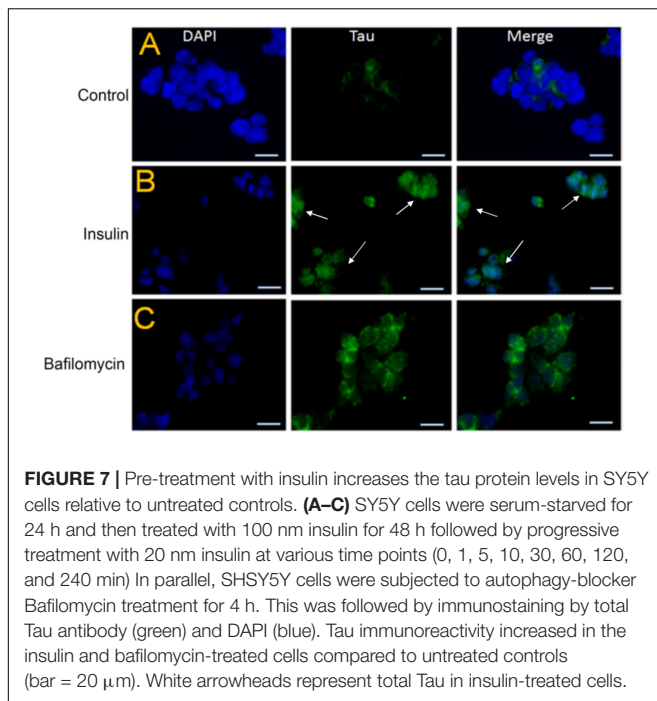 DAPI Tau Merge
A
Control
B
Insulin
C
Bafilomycin
FIGURE 7 | Pre-treatment with insulin increases the tau protein levels in SY5Y
cells relative to untreated controls. (A–C) SY5Y cells were serum-starved for
24 h and then treated with 100 nm insulin for 48 h followed by progressive
treatment with 20 nm insulin at various time points (0, 1, 5, 10, 30, 60, 120,
and 240 min) In parallel, SHSY5Y cells were subjected to autophagy-blocker
Bafilomycin treatment for 4 h. This was followed by immunostaining by total
Tau antibody (green) and DAPI (blue). Tau immunoreactivity increased in the
insulin and bafilomycin-treated cells compared to untreated controls
(bar = 20 μm). White arrowheads represent total Tau in insulin-treated cells.